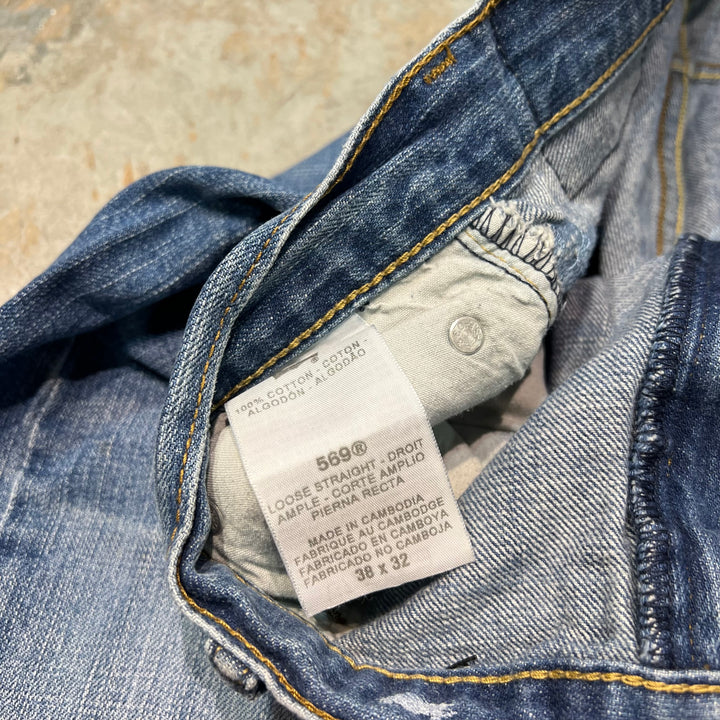 100% COTTON - COTON -
ALGODÓN - ALGODÃO
569®
LOOSE STRAIGHT - DROIT
AMPLE - CORTE AMPLIO
PIERNA RECTA
MADE IN CAMBODIA
FABRIQUE AU CAMBODGE
FABRICADO EN CAMBOYA
FABRICADO NO CAMBOJA
38 x 32